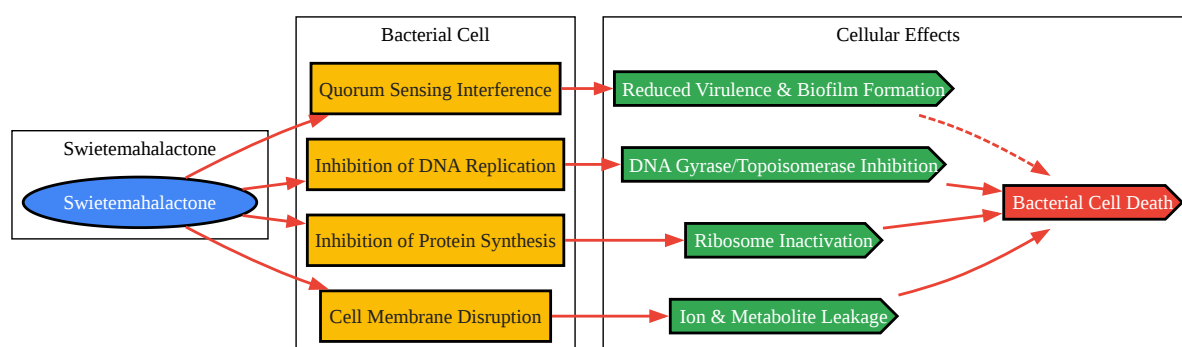 Bacterial Cell
Cellular Effects
Quorum Sensing Interference
Reduced Virulence & Biofilm Formation
Swietemahalactone
Inhibition of DNA Replication
DNA Gyrase/Topoisomerase Inhibition
Swietemahalactone
Bacterial Cell Death
Inhibition of Protein Synthesis
Ribosome Inactivation
Cell Membrane Disruption
Ion & Metabolite Leakage